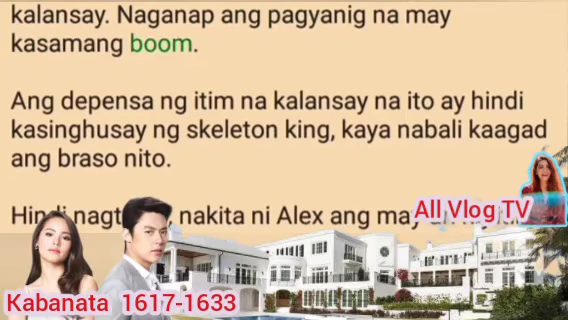 kalansay. Naganap ang pagyanig na may
kasamang boom.
Ang depensa ng itim na kalansay na ito ay hindi
kasinghusay ng skeleton king, kaya nabali kaagad
ang braso nito.
nakita ni Alex ang may
All Vlog TV
Kabanata 1617-1633